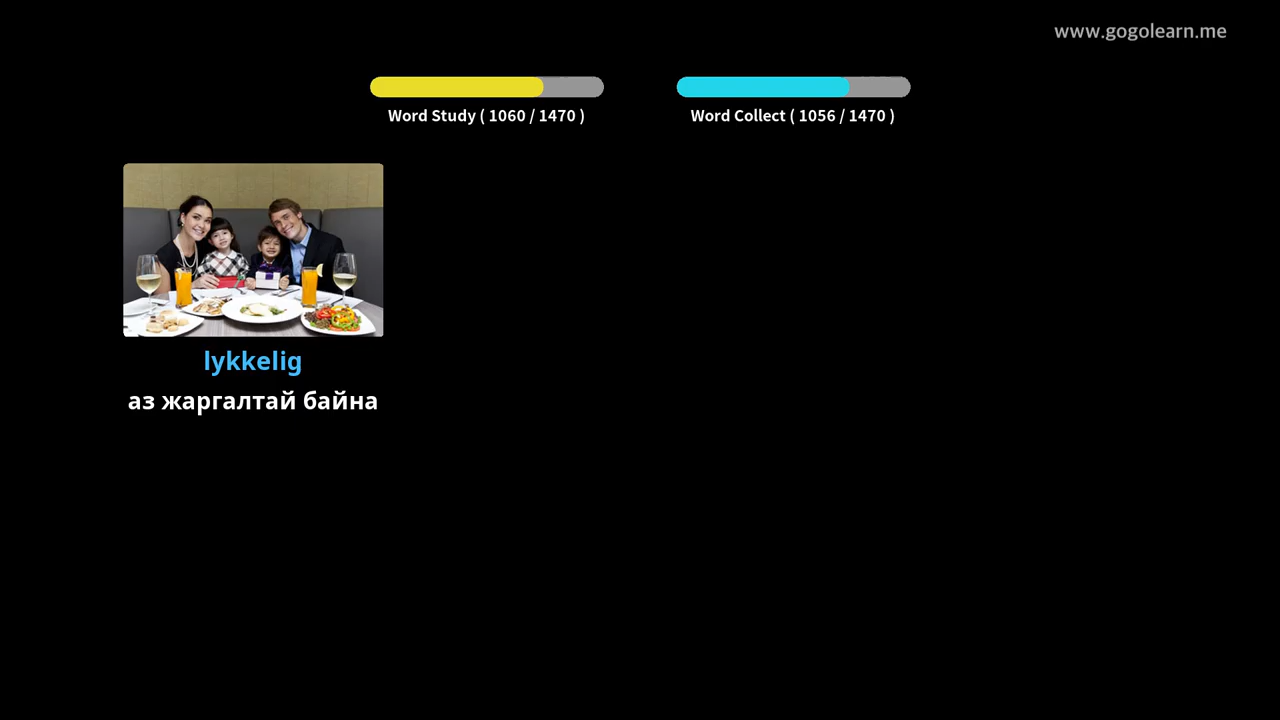 www.gogolearn.me
Word Study ( 1060 / 1470 )
Word Collect ( 1056 / 1470 )
lykkelig
аз жаргалтай байна